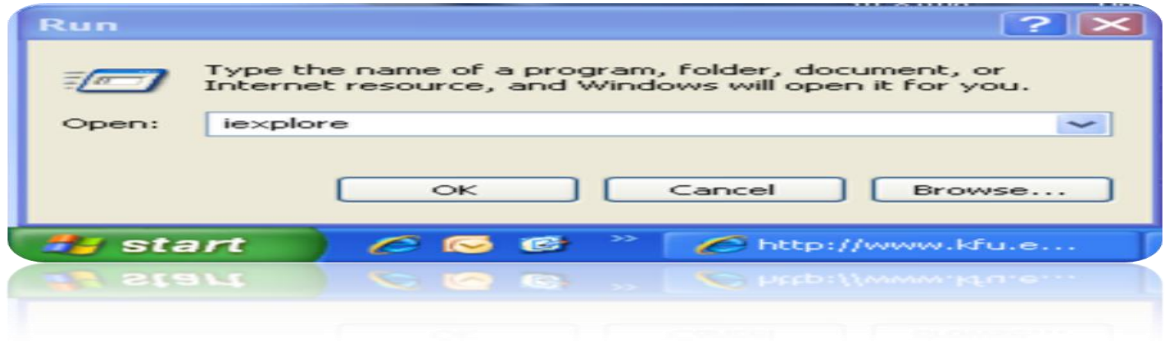 Run
Type the name of a program, folder, document, or
Internet resource, and Windows will open it for you.
Open: iexplore
OK Cancel Browse...
start http://www.kfu.e...